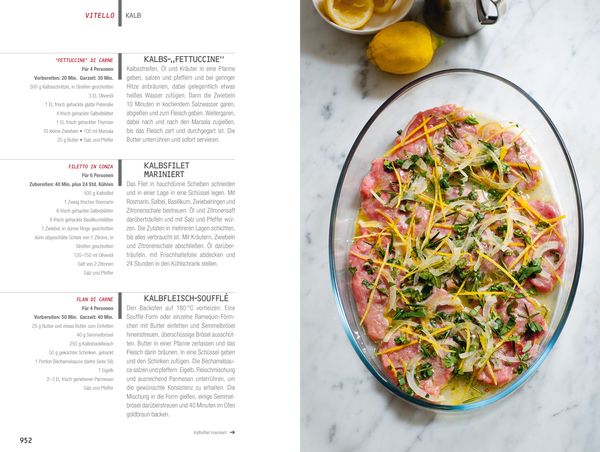 VITELLO KALB
"FETTUCCINE" DI CARNE
Für 4 Personen
Vorbereiten: 20 Min. Garzeit: 30 Min.
500 g Kalbsschnitzel, in Streifen geschnitten
3 EL Olivenöl
1 EL frisch gehackte glatte Petersilie
4 frisch gehackte Salbeiblätter
1 EL frisch gehackter Thymian
15 kleine Zwiebeln • 100 ml Marsala
25 g Butter • Salz und Pfeffer
KALBS-„FETTUCCINE“
Kalbsstreifen, Öl und Kräuter in eine Pfanne
geben, salzen und pfeffern und bei geringer
Hitze anbräunen, dabei gelegentlich etwas
heißes Wasser zufügen. Dann die Zwiebeln
10 Minuten in kochendem Salzwasser garen,
abgießen und zum Fleisch geben. Weitergaren,
dabei nach und nach den Marsala zugießen,
bis das Fleisch zart und durchgegart ist. Die
Butter unterrühren und sofort servieren.
FILETTO IN CONZA
Für 6 Personen
Zubereiten: 40 Min. plus 24 Std. Kühlen
500 g Kalbsfilet
1 Zweig frischer Rosmarin
8 frisch gehackte Salbeiblätter
8 frisch gehackte Basilikumblätter
1 Zwiebel, in dünne Ringe geschnitten
dünn abgeschälte Schale von 1 Zitrone, in
Streifen geschnitten
120–150 ml Olivenöl
Saft von 2 Zitronen
Salz und Pfeffer
KALBSFILET
MARINIERT
Das Filet in hauchdünne Scheiben schneiden
und in einer Lage in eine Schüssel legen. Mit
Rosmarin, Salbei, Basilikum, Zwiebelringen und
Zitronenschale bestreuen. Öl und Zitronensaft
darüberträufeln und mit Salz und Pfeffer wür-
zen. Die Zutaten in mehreren Lagen schichten,
bis alles verbraucht ist. Mit Kräutern, Zwiebeln
und Zitronenschale abschließend. Öl darüber-
träufeln, mit Frischhaltefolie abdecken und
24 Stunden in den Kühlschrank stellen.
FLAN DI CARNE
Für 4 Personen
Vorbereiten: 50 Min. Garzeit: 40 Min.
25 g Butter und etwas Butter zum Einfetten
40 g Semmelbrösel
250 g Kalbshackfleisch
50 g gekochter Schinken, gehackt
1 Portion Béchamelsauce (siehe Seite 58)
1 Eigelb
2–3 EL frisch geriebener Parmesan
Salz und Pfeffer
KALBFLEISCH-SOUFFLÉ
Den Backofen auf 180 °C vorheizen. Eine
Soufflé-Form oder einzelne Ramequin-Förm-
chen mit Butter einfetten und Semmelbrösel
hineinstreuen, überschüssige Brösel ausschüt-
ten. Butter in einer Pfanne zerlassen und das
Fleisch darin bräunen. In eine Schüssel geben
und den Schinken zufügen. Die Béchamelsau-
ce salzen und pfeffern. Eigelb, Fleischmischung
und ausreichend Parmesan unterrühren, um
die gewünschte Konsistenz zu erhalten. Die
Mischung in die Form gießen, einige Semmel-
brösel darüberstreuen und 40 Minuten im Ofen
goldbraun backen.
952
Kalbsfilet mariniert ➔